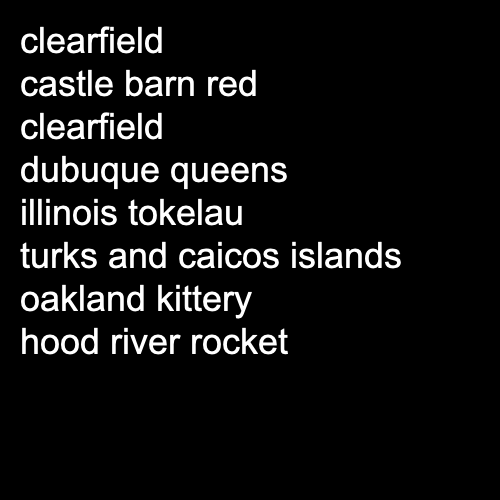 clearfield
castle barn red
clearfield
dubuque queens
illinois tokelau
turks and caicos islands
oakland kittery
hood river rocket